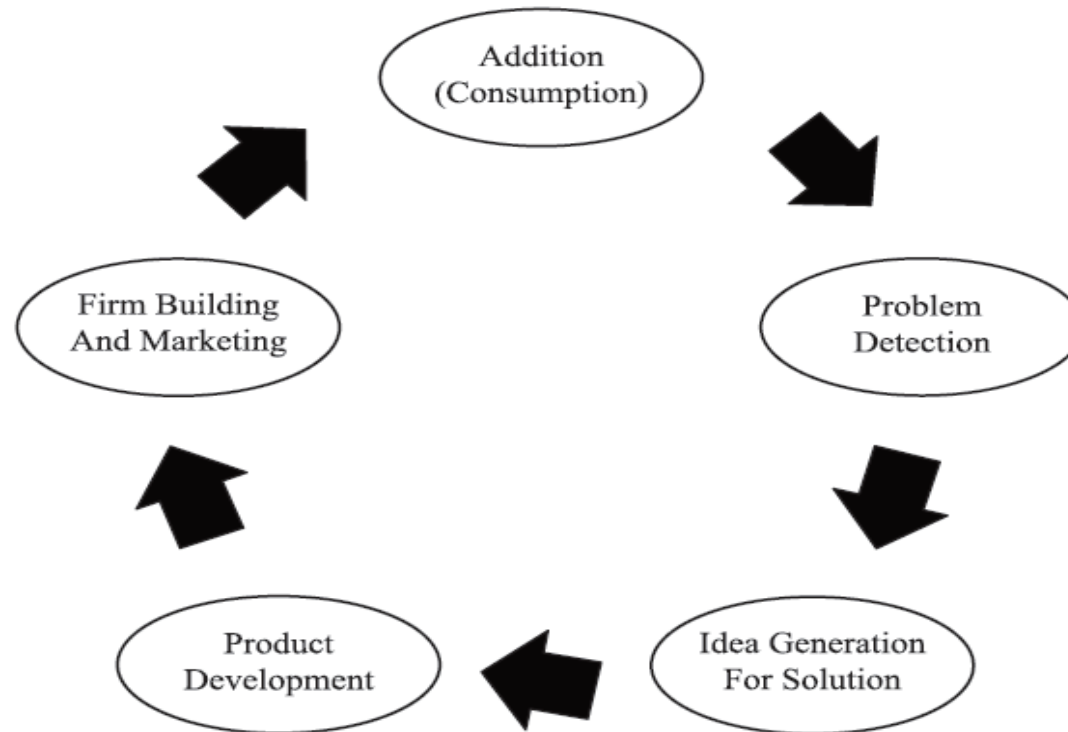 Addition
(Consumption)
Problem
Detection
Idea Generation
For Solution
Product
Development
Firm Building
And Marketing